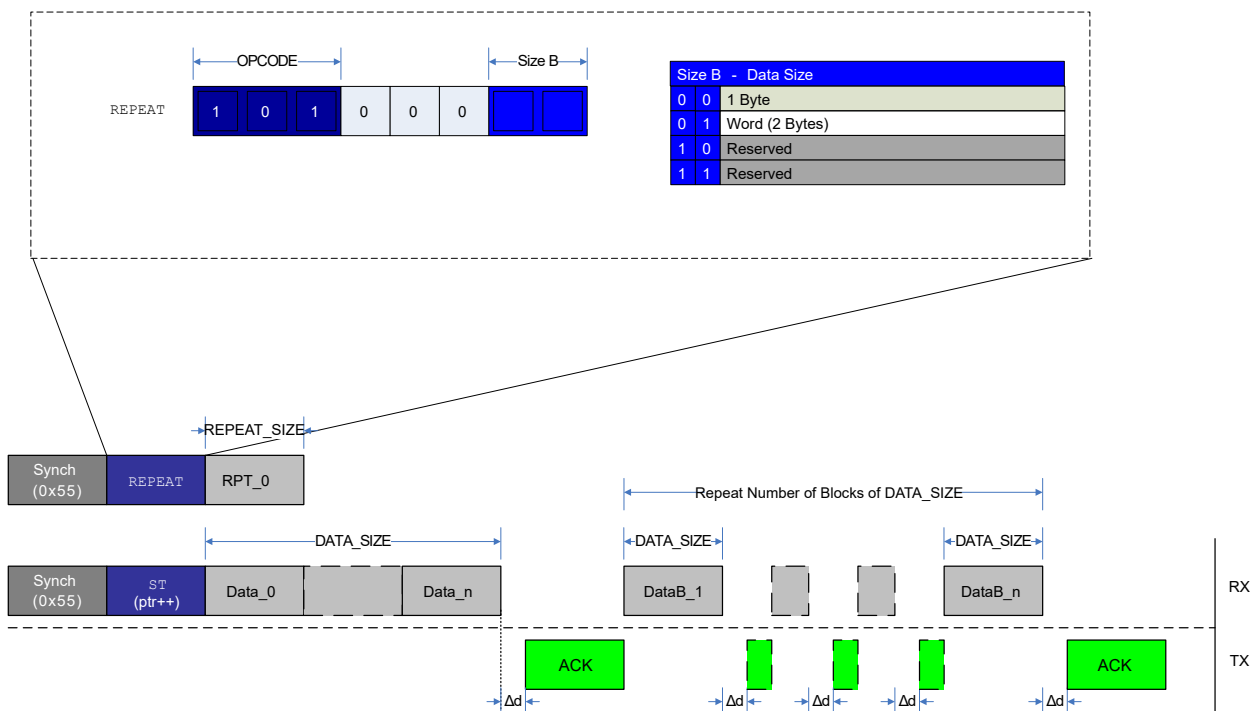 OPCODE
Size B
REPEAT
1 0 1 0 0 0
Size B - Data Size
0 0 1 Byte
0 1 Word (2 Bytes)
1 0 Reserved
1 1 Reserved
REPEAT_SIZE
Synch
(0x55)
REPEAT
RPT_0
Repeat Number of Blocks of DATA_SIZE
DATA_SIZE
DATA_SIZE
DATA_SIZE
Synch
(0x55)
ST
(ptr++)
Data_0
Data_n
DataB_1
DataB_n
RX
ACK
ACK
TX
Δd
Δd
Δd
Δd
Δd